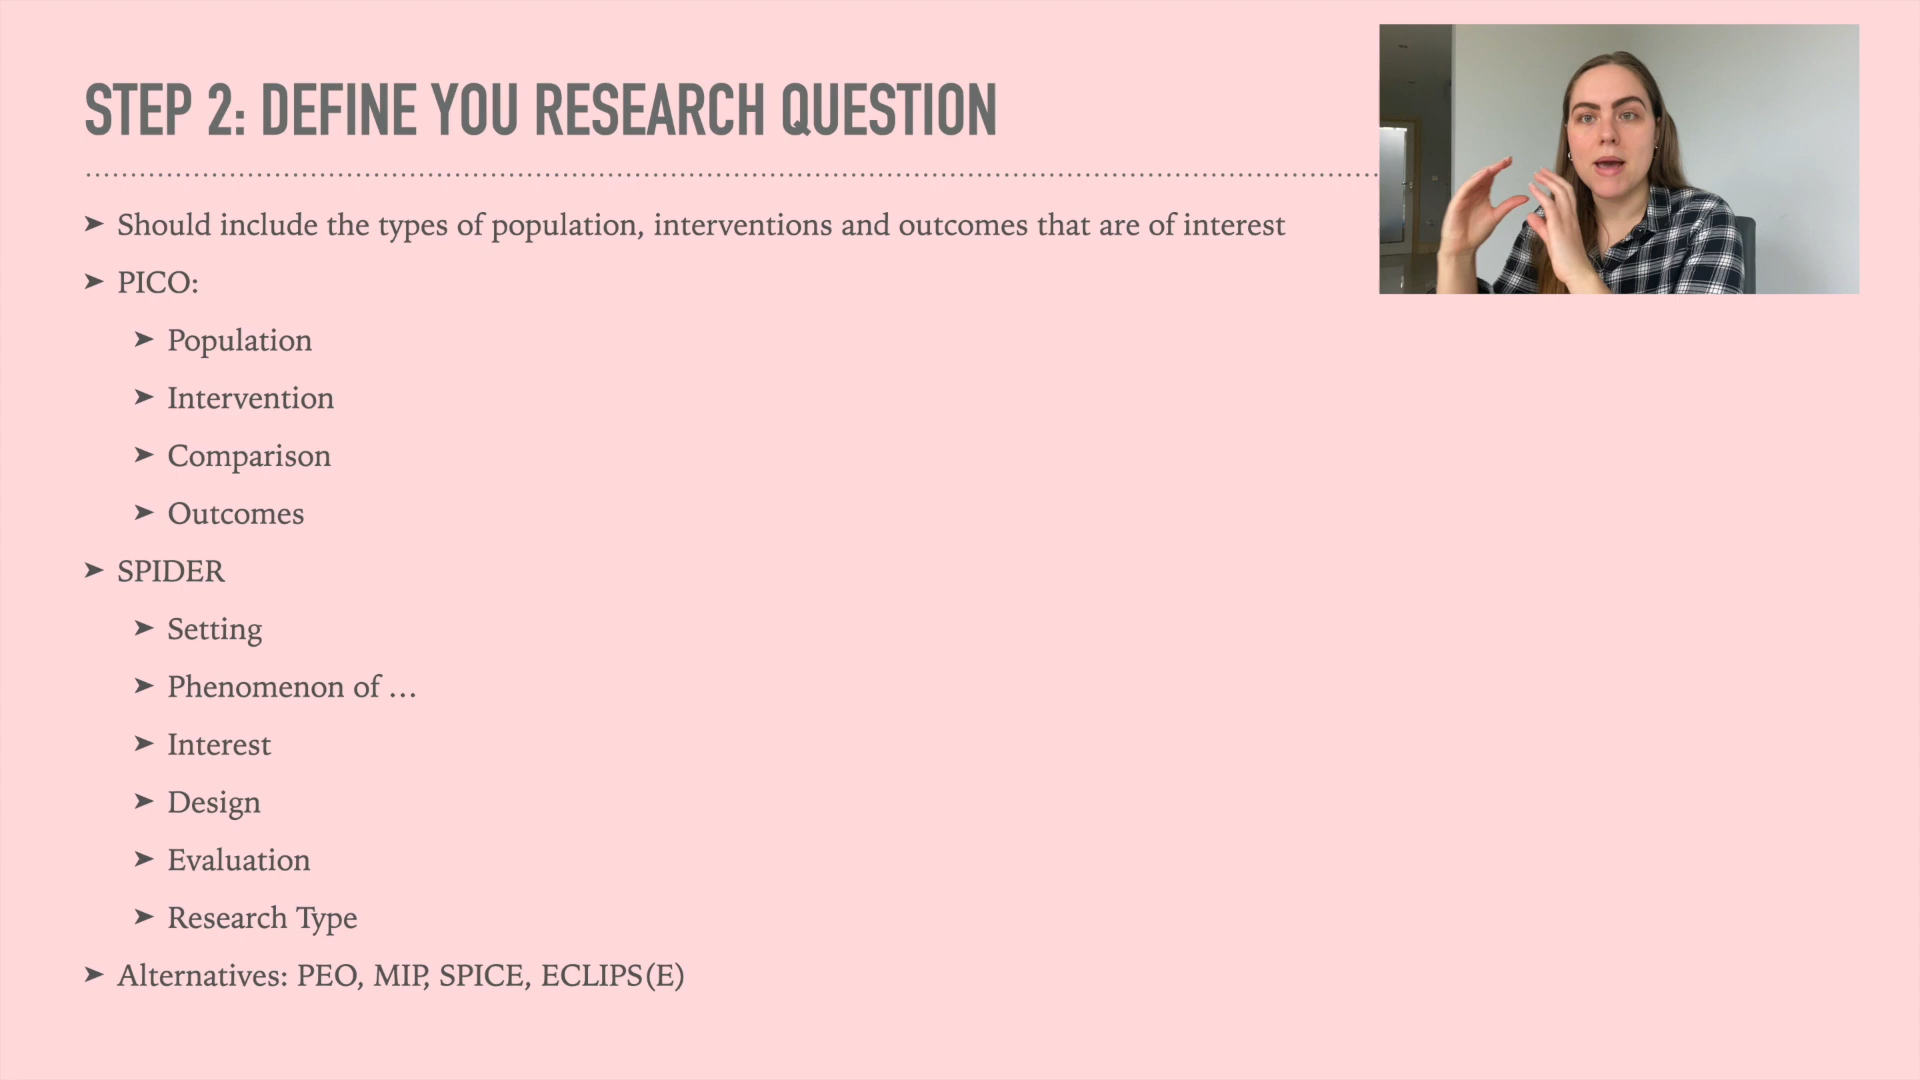 STEP 2: DEFINE YOU RESEARCH QUESTION
➤ Should include the types of population, interventions and outcomes that are of interest
➤ PICO:
➤ Population
➤ Intervention
➤ Comparison
➤ Outcomes
➤ SPIDER
➤ Setting
➤ Phenomenon of …
➤ Interest
➤ Design
➤ Evaluation
➤ Research Type
➤ Alternatives: PEO, MIP, SPICE, ECLIPS(E)